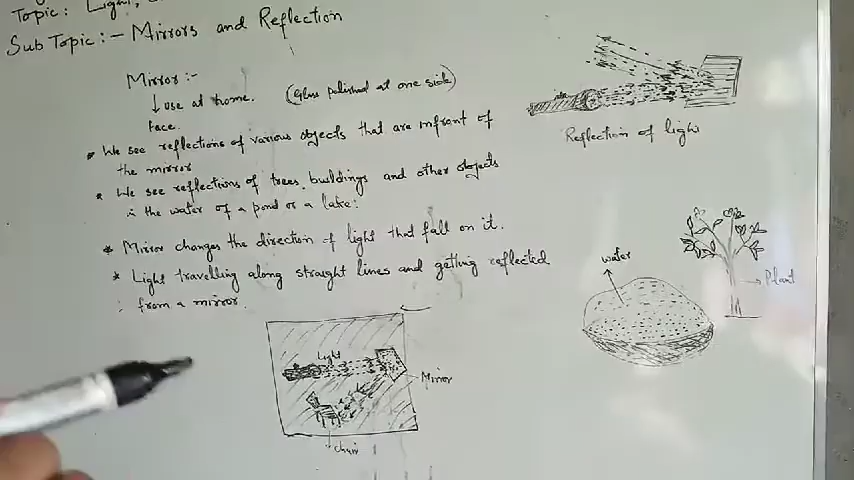 Topic: Light,
Sub Topic:- Mirrors and Reflection
Mirror:-
↓ Use at home. (Glass polished at one side)
Face.
* We see reflections of various objects that are infront of
the mirror
* We see reflections of trees, buildings and other objects
in the water of a pond or a lake:
* Mirror changes the direction of light that fall on it.
* Light travelling along straight lines and getting reflected
from a mirror.
Reflection of light
water
Plant
Light
Mirror
chair